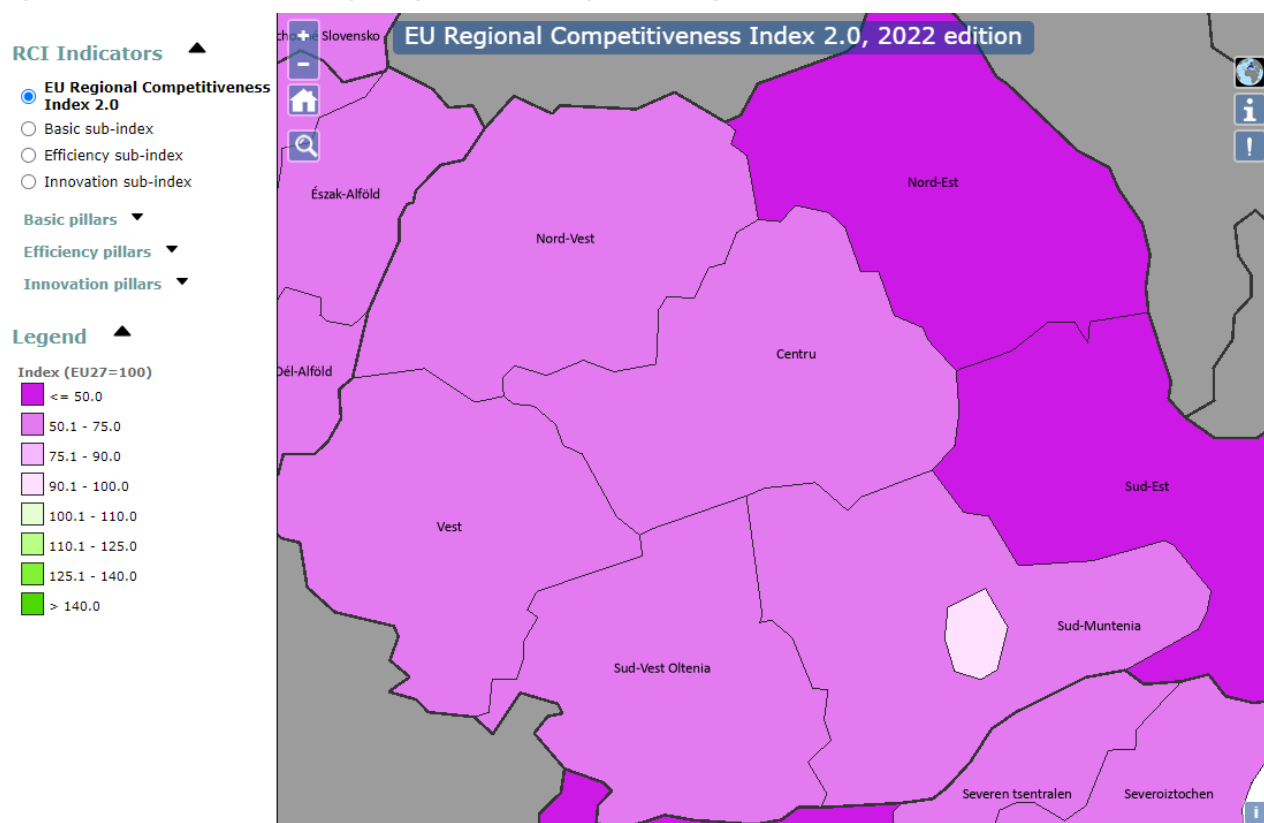 RCI Indicators
EU Regional Competitiveness
Index 2.0
Basic sub-index
Efficiency sub-index
Innovation sub-index
Basic pillars
Efficiency pillars
Innovation pillars
Legend
Index (EU27=100)
<= 50.0
50.1 - 75.0
75.1 - 90.0
90.1 - 100.0
100.1 - 110.0
110.1 - 125.0
125.1 - 140.0
> 140.0
EU Regional Competitiveness Index 2.0, 2022 edition
+
−
i
!
Slovensko
Észak-Alföld
Nord-Vest
Nord-Est
Centru
Dél-Alföld
Sud-Est
Vest
Sud-Muntenia
Sud-Vest Oltenia
Severen tsentralen
Severoiztochen
i